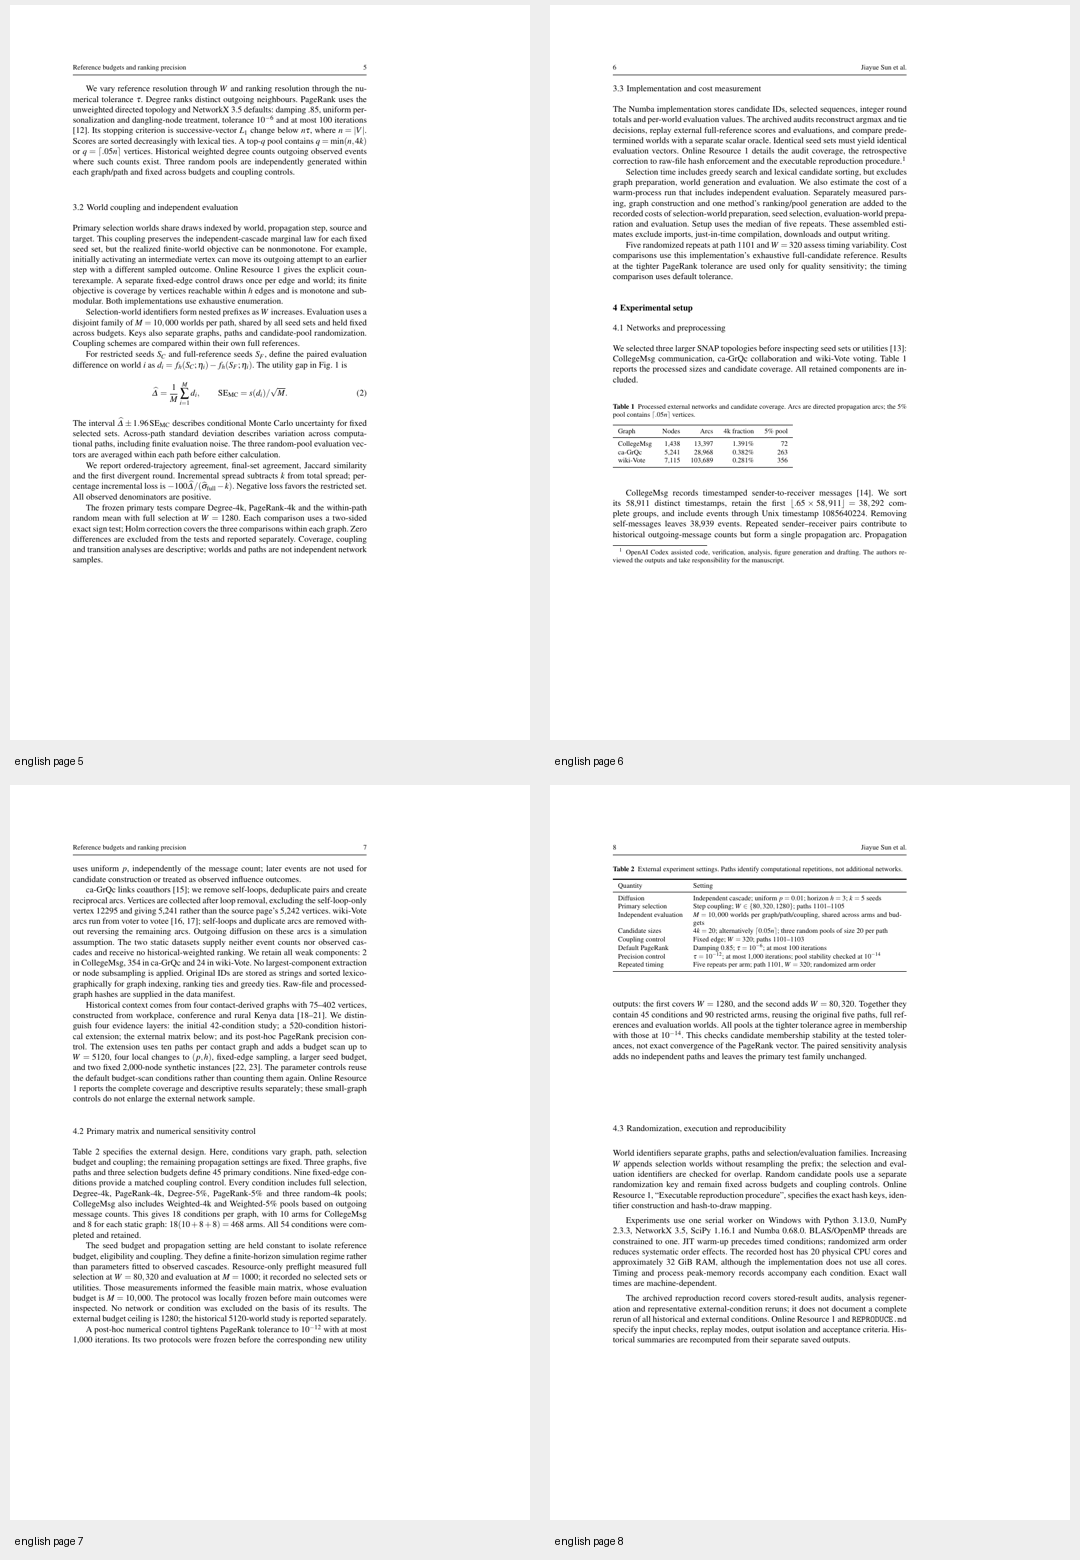 Reference budgets and ranking precision 5
We vary reference resolution through W and ranking resolution through the nu-
merical tolerance τ. Degree ranks distinct outgoing neighbours. PageRank uses the
unweighted directed topology and NetworkX 3.5 defaults: damping .85, uniform per-
sonalization and dangling-node treatment, tolerance 10⁻⁶ and at most 100 iterations
[12]. Its stopping criterion is successive-vector L₁ change below nτ, where n = |V|.
Scores are sorted decreasingly with lexical ties. A top-q pool contains q = min(n,4k)
or q = ⌈.05n⌉ vertices. Historical weighted degree counts outgoing observed events
where such counts exist. Three random pools are independently generated within
each graph/path and fixed across budgets and coupling controls.
3.2 World coupling and independent evaluation
Primary selection worlds share draws indexed by world, propagation step, source and
target. This coupling preserves the independent-cascade marginal law for each fixed
seed set, but the realized finite-world objective can be nonmonotone. For example,
initially activating an intermediate vertex can move its outgoing attempt to an earlier
step with a different sampled outcome. Online Resource 1 gives the explicit coun-
terexample. A separate fixed-edge control draws once per edge and world; its finite
objective is coverage by vertices reachable within h edges and is monotone and sub-
modular. Both implementations use exhaustive enumeration.
Selection-world identifiers form nested prefixes as W increases. Evaluation uses a
disjoint family of M = 10,000 worlds per path, shared by all seed sets and held fixed
across budgets. Keys also separate graphs, paths and candidate-pool randomization.
Coupling schemes are compared within their own full references.
For restricted seeds S_C and full-reference seeds S_F, define the paired evaluation
difference on world i as dᵢ = f_h(S_C;ηᵢ) − f_h(S_F;ηᵢ). The utility gap in Fig. 1 is
Δ̂ = 1/M ∑_{i=1}^{M} dᵢ, SE_MC = s(dᵢ)/√M. (2)
The interval Δ̂ ± 1.96SE_MC describes conditional Monte Carlo uncertainty for fixed
selected sets. Across-path standard deviation describes variation across computa-
tional paths, including finite evaluation noise. The three random-pool evaluation vec-
tors are averaged within each path before either calculation.
We report ordered-trajectory agreement, final-set agreement, Jaccard similarity
and the first divergent round. Incremental spread subtracts k from total spread; per-
centage incremental loss is −100Δ̂/(σ̂_full − k). Negative loss favors the restricted set.
All observed denominators are positive.
The frozen primary tests compare Degree-4k, PageRank-4k and the within-path
random mean with full selection at W = 1280. Each comparison uses a two-sided
exact sign test; Holm correction covers the three comparisons within each graph. Zero
differences are excluded from the tests and reported separately. Coverage, coupling
and transition analyses are descriptive; worlds and paths are not independent network
samples.
english page 5
6 Jiayue Sun et al.
3.3 Implementation and cost measurement
The Numba implementation stores candidate IDs, selected sequences, integer round
totals and per-world evaluation values. The archived audits reconstruct argmax and tie
decisions, replay external full-reference scores and evaluations, and compare prede-
termined worlds with a separate scalar oracle. Identical seed sets must yield identical
evaluation vectors. Online Resource 1 details the audit coverage, the retrospective
correction to raw-file hash enforcement and the executable reproduction procedure.¹
Selection time includes greedy search and lexical candidate sorting, but excludes
graph preparation, world generation and evaluation. We also estimate the cost of a
warm-process run that includes independent evaluation. Separately measured pars-
ing, graph construction and one method's ranking/pool generation are added to the
recorded costs of selection-world preparation, seed selection, evaluation-world prepa-
ration and evaluation. Setup uses the median of five repeats. These assembled esti-
mates exclude imports, just-in-time compilation, downloads and output writing.
Five randomized repeats at path 1101 and W = 320 assess timing variability. Cost
comparisons use this implementation's exhaustive full-candidate reference. Results
at the tighter PageRank tolerance are used only for quality sensitivity; the timing
comparison uses default tolerance.
4 Experimental setup
4.1 Networks and preprocessing
We selected three larger SNAP topologies before inspecting seed sets or utilities [13]:
CollegeMsg communication, ca-GrQc collaboration and wiki-Vote voting. Table 1
reports the processed sizes and candidate coverage. All retained components are in-
cluded.
Table 1 Processed external networks and candidate coverage. Arcs are directed propagation arcs; the 5%
pool contains ⌈.05n⌉ vertices.
Graph Nodes Arcs 4k fraction 5% pool
CollegeMsg 1,438 13,397 1.391% 72
ca-GrQc 5,241 28,968 0.382% 263
wiki-Vote 7,115 103,689 0.281% 356
CollegeMsg records timestamped sender-to-receiver messages [14]. We sort
its 58,911 distinct timestamps, retain the first ⌊.65 × 58,911⌋ = 38,292 com-
plete groups, and include events through Unix timestamp 1085640224. Removing
self-messages leaves 38,939 events. Repeated sender–receiver pairs contribute to
historical outgoing-message counts but form a single propagation arc. Propagation
¹ OpenAI Codex assisted code, verification, analysis, figure generation and drafting. The authors re-
viewed the outputs and take responsibility for the manuscript.
english page 6
Reference budgets and ranking precision 7
uses uniform p, independently of the message count; later events are not used for
candidate construction or treated as observed influence outcomes.
ca-GrQc links coauthors [15]; we remove self-loops, deduplicate pairs and create
reciprocal arcs. Vertices are collected after loop removal, excluding the self-loop-only
vertex 12295 and giving 5,241 rather than the source page's 5,242 vertices. wiki-Vote
arcs run from voter to votee [16, 17]; self-loops and duplicate arcs are removed with-
out reversing the remaining arcs. Outgoing diffusion on these arcs is a simulation
assumption. The two static datasets supply neither event counts nor observed cas-
cades and receive no historical-weighted ranking. We retain all weak components: 2
in CollegeMsg, 354 in ca-GrQc and 24 in wiki-Vote. No largest-component extraction
or node subsampling is applied. Original IDs are stored as strings and sorted lexico-
graphically for graph indexing, ranking ties and greedy ties. Raw-file and processed-
graph hashes are supplied in the data manifest.
Historical context comes from four contact-derived graphs with 75–402 vertices,
constructed from workplace, conference and rural Kenya data [18–21]. We distin-
guish four evidence layers: the initial 42-condition study; a 520-condition histori-
cal extension; the external matrix below; and its post-hoc PageRank precision con-
trol. The extension uses ten paths per contact graph and adds a budget scan up to
W = 5120, four local changes to (p,h), fixed-edge sampling, a larger seed budget,
and two fixed 2,000-node synthetic instances [22, 23]. The parameter controls reuse
the default budget-scan conditions rather than counting them again. Online Resource
1 reports the complete coverage and descriptive results separately; these small-graph
controls do not enlarge the external network sample.
4.2 Primary matrix and numerical sensitivity control
Table 2 specifies the external design. Here, conditions vary graph, path, selection
budget and coupling; the remaining propagation settings are fixed. Three graphs, five
paths and three selection budgets define 45 primary conditions. Nine fixed-edge con-
ditions provide a matched coupling control. Every condition includes full selection,
Degree-4k, PageRank-4k, Degree-5%, PageRank-5% and three random-4k pools;
CollegeMsg also includes Weighted-4k and Weighted-5% pools based on outgoing
message counts. This gives 18 conditions per graph, with 10 arms for CollegeMsg
and 8 for each static graph: 18(10+8+8) = 468 arms. All 54 conditions were com-
pleted and retained.
The seed budget and propagation setting are held constant to isolate reference
budget, eligibility and coupling. They define a finite-horizon simulation regime rather
than parameters fitted to observed cascades. Resource-only preflight measured full
selection at W = 80,320 and evaluation at M = 1000; it recorded no selected sets or
utilities. Those measurements informed the feasible main matrix, whose evaluation
budget is M = 10,000. The protocol was locally frozen before main outcomes were
inspected. No network or condition was excluded on the basis of its results. The
external budget ceiling is 1280; the historical 5120-world study is reported separately.
A post-hoc numerical control tightens PageRank tolerance to 10⁻¹² with at most
1,000 iterations. Its two protocols were frozen before the corresponding new utility
english page 7
8 Jiayue Sun et al.
Table 2 External experiment settings. Paths identify computational repetitions, not additional networks.
Quantity Setting
Diffusion Independent cascade; uniform p = 0.01; horizon h = 3; k = 5 seeds
Primary selection Step coupling; W ∈ {80,320,1280}; paths 1101–1105
Independent evaluation M = 10,000 worlds per graph/path/coupling, shared across arms and bud-
gets
Candidate sizes 4k = 20; alternatively ⌈0.05n⌉; three random pools of size 20 per path
Coupling control Fixed edge; W = 320; paths 1101–1103
Default PageRank Damping 0.85; τ = 10⁻⁶; at most 100 iterations
Precision control τ = 10⁻¹²; at most 1,000 iterations; pool stability checked at 10⁻¹⁴
Repeated timing Five repeats per arm; path 1101, W = 320; randomized arm order
outputs: the first covers W = 1280, and the second adds W = 80,320. Together they
contain 45 conditions and 90 restricted arms, reusing the original five paths, full ref-
erences and evaluation worlds. All pools at the tighter tolerance agree in membership
with those at 10⁻¹⁴. This checks candidate membership stability at the tested toler-
ances, not exact convergence of the PageRank vector. The paired sensitivity analysis
adds no independent paths and leaves the primary test family unchanged.
4.3 Randomization, execution and reproducibility
World identifiers separate graphs, paths and selection/evaluation families. Increasing
W appends selection worlds without resampling the prefix; the selection and eval-
uation identifiers are checked for overlap. Random candidate pools use a separate
randomization key and remain fixed across budgets and coupling controls. Online
Resource 1, “Executable reproduction procedure”, specifies the exact hash keys, iden-
tifier construction and hash-to-draw mapping.
Experiments use one serial worker on Windows with Python 3.13.0, NumPy
2.3.3, NetworkX 3.5, SciPy 1.16.1 and Numba 0.68.0. BLAS/OpenMP threads are
constrained to one. JIT warm-up precedes timed conditions; randomized arm order
reduces systematic order effects. The recorded host has 20 physical CPU cores and
approximately 32 GiB RAM, although the implementation does not use all cores.
Timing and process peak-memory records accompany each condition. Exact wall
times are machine-dependent.
The archived reproduction record covers stored-result audits, analysis regener-
ation and representative external-condition reruns; it does not document a complete
rerun of all historical and external conditions. Online Resource 1 and REPRODUCE.md
specify the input checks, replay modes, output isolation and acceptance criteria. His-
torical summaries are recomputed from their separate saved outputs.
english page 8